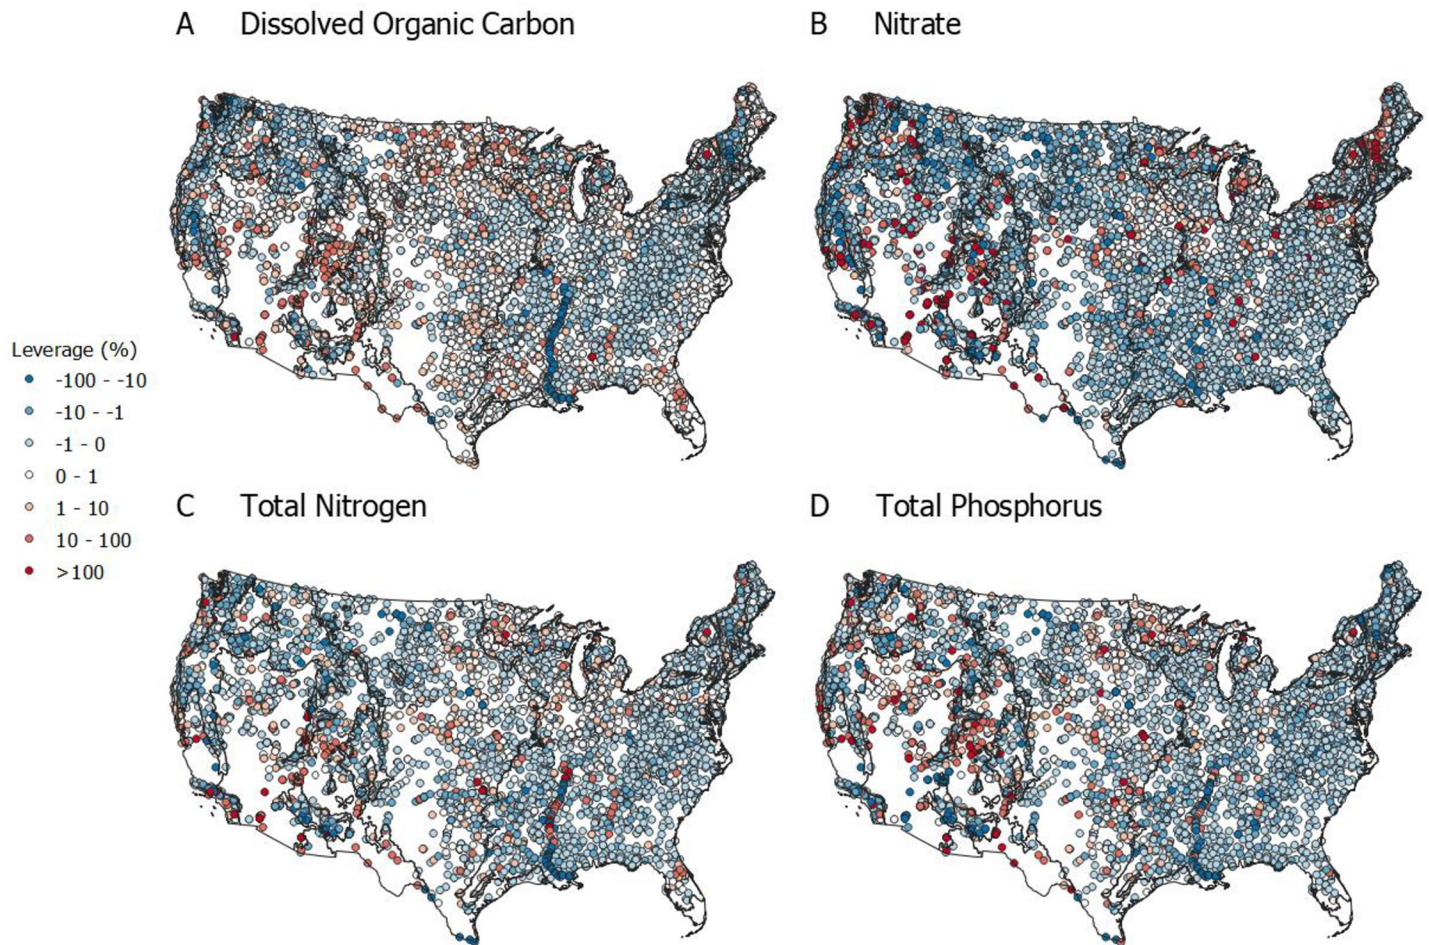 A Dissolved Organic Carbon
B Nitrate
Leverage (%)
-100 - -10
-10 - -1
-1 - 0
0 - 1
1 - 10
10 - 100
>100
C Total Nitrogen
D Total Phosphorus